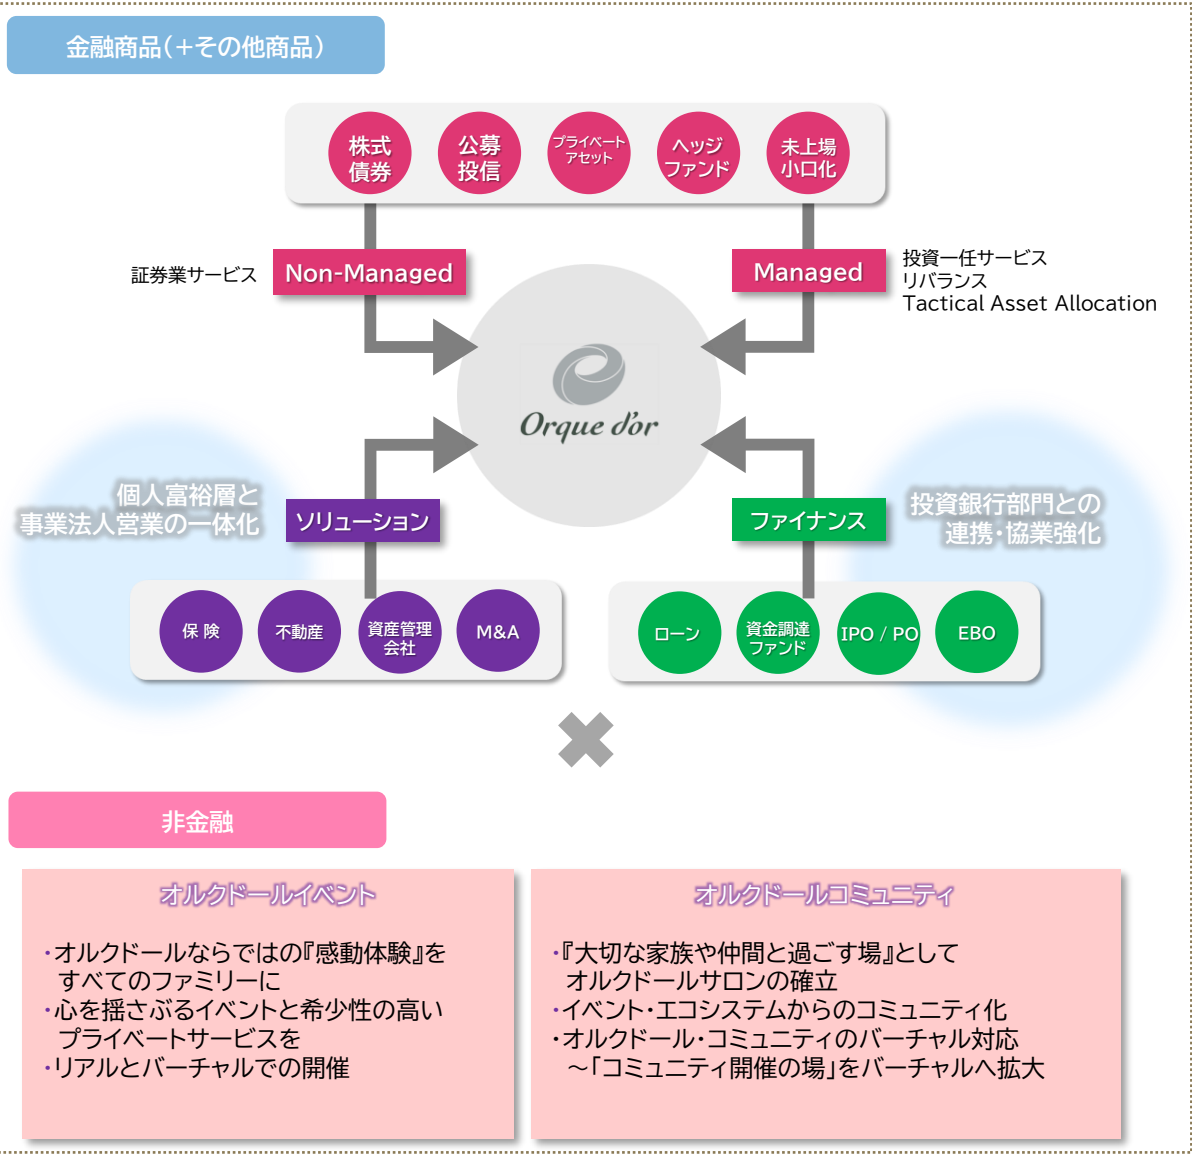 金融商品(+その他商品)
株式
債券
公募
投信
プライベート
アセット
ヘッジ
ファンド
未上場
小口化
証券業サービス
Non-Managed
Managed
投資一任サービス
リバランス
Tactical Asset Allocation
Orque d'or
個人富裕層と
事業法人営業の一体化
ソリューション
ファイナンス
投資銀行部門との
連携・協業強化
保 険
不動産
資産管理
会社
M&A
ローン
資金調達
ファンド
IPO / PO
EBO
非金融
オルクドールイベント
・オルクドールならではの『感動体験』を
すべてのファミリーに
・心を揺さぶるイベントと希少性の高い
プライベートサービスを
・リアルとバーチャルでの開催
オルクドールコミュニティ
・『大切な家族や仲間と過ごす場』として
オルクドールサロンの確立
・イベント・エコシステムからのコミュニティ化
・オルクドール・コミュニティのバーチャル対応
～「コミュニティ開催の場」をバーチャルへ拡大